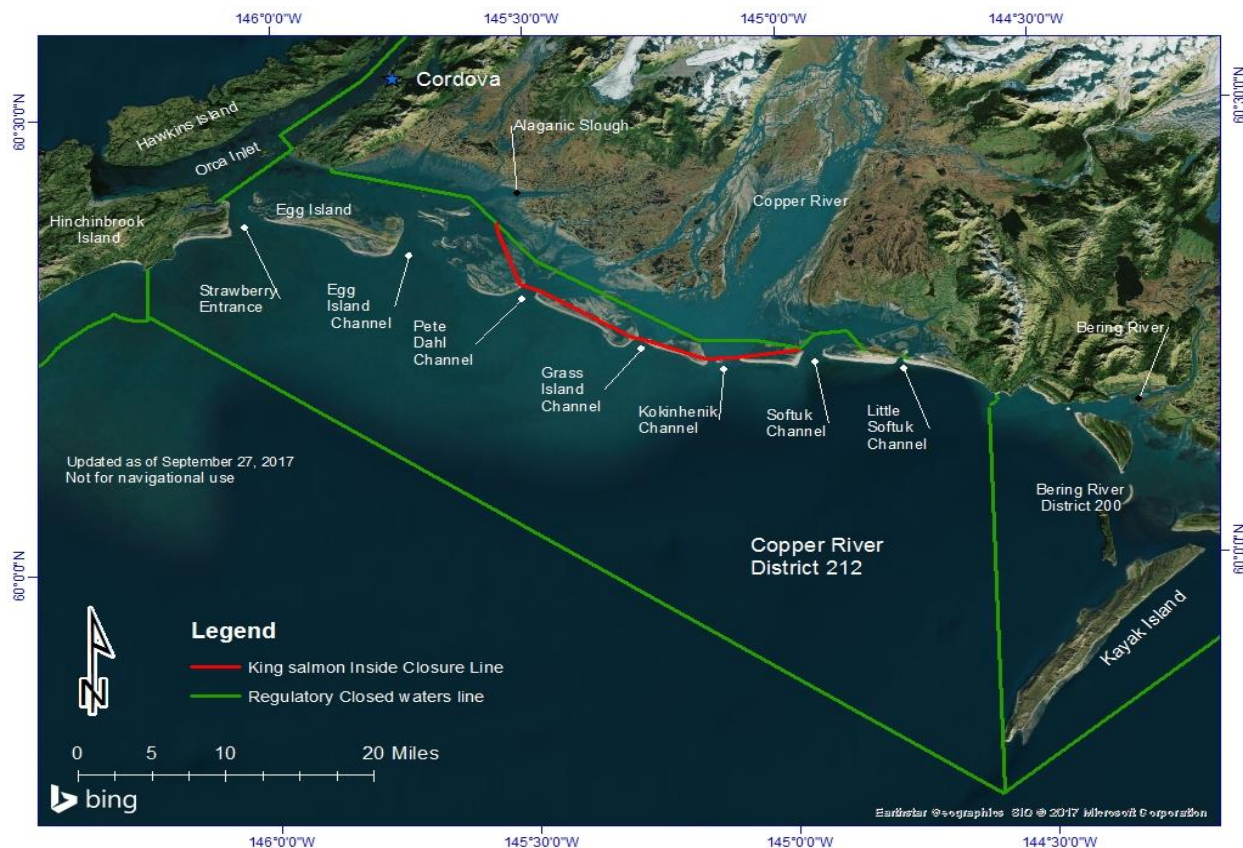 146°0'0"W
145°30'0"W
145°0'0"W
144°30'0"W
60°30'0"N
60°30'0"N
Cordova
Hawkins Island
Alaganic Slough
Orca Inlet
Copper River
Hinchinbrook
Island
Egg Island
Strawberry
Entrance
Egg
Island
Channel
Pete
Dahl
Channel
Grass
Island
Channel
Kokinhenik
Channel
Softuk
Channel
Little
Softuk
Channel
Bering River
Updated as of September 27, 2017
Not for navigational use
Bering River
District 200
Copper River
District 212
60°0'0"N
60°0'0"N
Kayak Island
N
Legend
King salmon Inside Closure Line
Regulatory Closed waters line
0 5 10 20 Miles
bing
Earthstar Geographics SIO © 2017 Microsoft Corporation
146°0'0"W
145°30'0"W
145°0'0"W
144°30'0"W